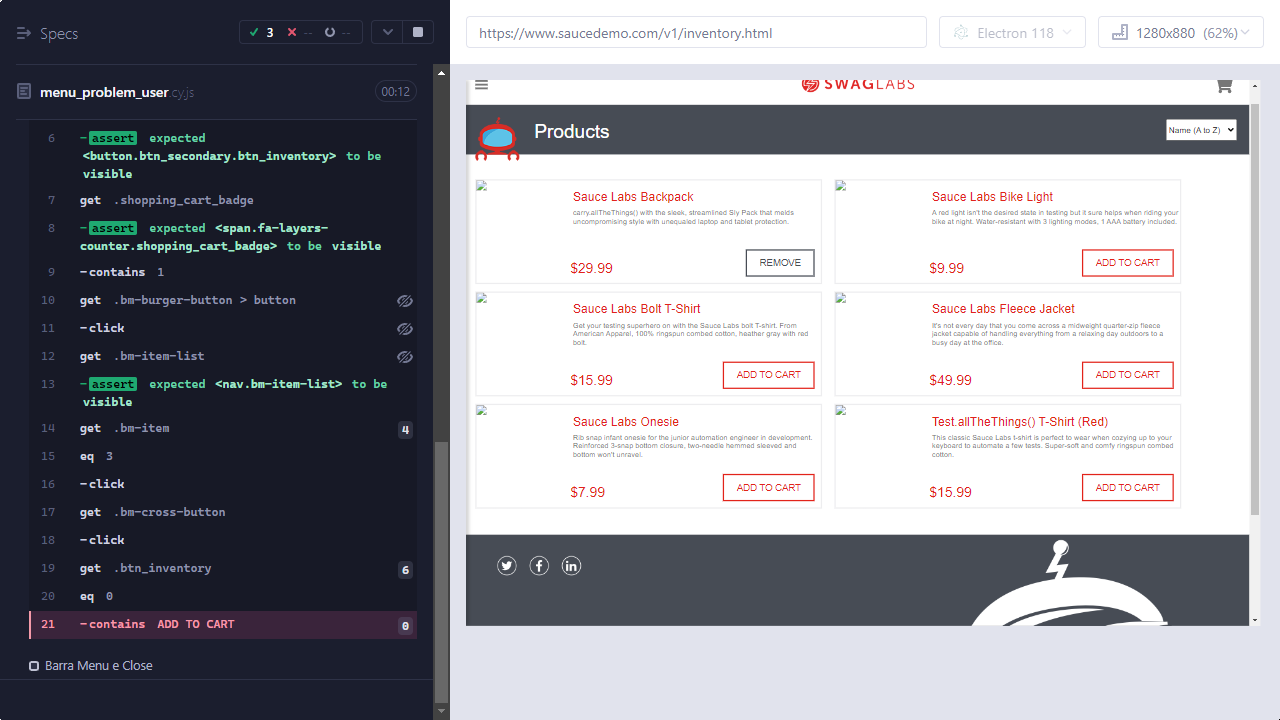 Specs
3
--
--
menu_problem_user.cy.js
00:12
6 -assert expected
<button.btn_secondary.btn_inventory> to be
visible
7 get .shopping_cart_badge
8 -assert expected <span.fa-layers-
counter.shopping_cart_badge> to be visible
9 -contains 1
10 get .bm-burger-button > button
11 -click
12 get .bm-item-list
13 -assert expected <nav.bm-item-list> to be
visible
14 get .bm-item 4
15 eq 3
16 -click
17 get .bm-cross-button
18 -click
19 get .btn_inventory 6
20 eq 0
21 -contains ADD TO CART 0
Barra Menu e Close
https://www.saucedemo.com/v1/inventory.html
Electron 118
1280x880 (62%)
SWAGLABS
Products
Name (A to Z)
Sauce Labs Backpack
carry.allTheThings() with the sleek, streamlined Sly Pack that melds
uncompromising style with unequaled laptop and tablet protection.
$29.99
REMOVE
Sauce Labs Bike Light
A red light isn't the desired state in testing but it sure helps when riding your
bike at night. Water-resistant with 3 lighting modes, 1 AAA battery included.
$9.99
ADD TO CART
Sauce Labs Bolt T-Shirt
Get your testing superhero on with the Sauce Labs bolt T-shirt. From
American Apparel, 100% ringspun combed cotton, heather gray with red
bolt.
$15.99
ADD TO CART
Sauce Labs Fleece Jacket
It's not every day that you come across a midweight quarter-zip fleece
jacket capable of handling everything from a relaxing day outdoors to a
busy day at the office.
$49.99
ADD TO CART
Sauce Labs Onesie
Rib snap infant onesie for the junior automation engineer in development.
Reinforced 3-snap bottom closure, two-needle hemmed sleeved and
bottom won't unravel.
$7.99
ADD TO CART
Test.allTheThings() T-Shirt (Red)
This classic Sauce Labs t-shirt is perfect to wear when cozying up to your
keyboard to automate a few tests. Super-soft and comfy ringspun combed
cotton.
$15.99
ADD TO CART